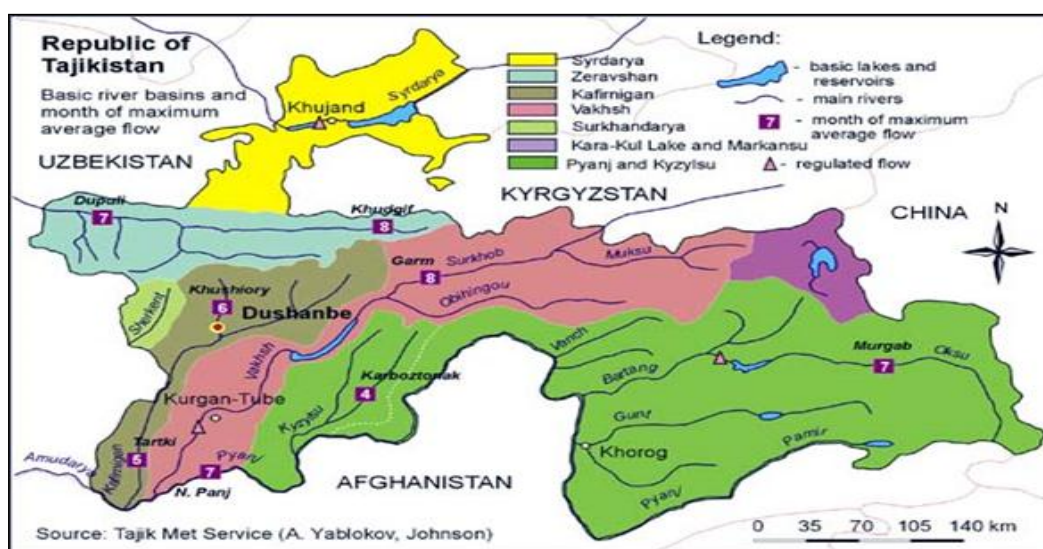 Republic of
Tajikistan
Basic river basins and
month of maximum
average flow
Syrdarya
Zeravshan
Kafirnigan
Vakhsh
Surkhandarya
Kara-Kul Lake and Markansu
Pyanj and Kyzylsu
Legend:
- basic lakes and
reservoirs
- main rivers
7 - month of maximum
average flow
- regulated flow
Khujand
Syrdarya
UZBEKISTAN
KYRGYZSTAN
CHINA
N
Dupuli
7
Khudgif
8
Garm
8
Surkhob
Muksu
Obihingou
Khushiory
6
Dushanbe
Sherkent
Vakhsh
Vanch
Bartang
Murgab
7
Oksu
Karboztonak
4
Kurgan-Tube
Kyzylsu
Gunt
Khorog
Pamir
Tartki
5
Kafirnigan
Amudarya
7
N. Panj
Pyanj
Pyanj
AFGHANISTAN
Source: Tajik Met Service (A. Yablokov, Johnson)
0 35 70 105 140 km